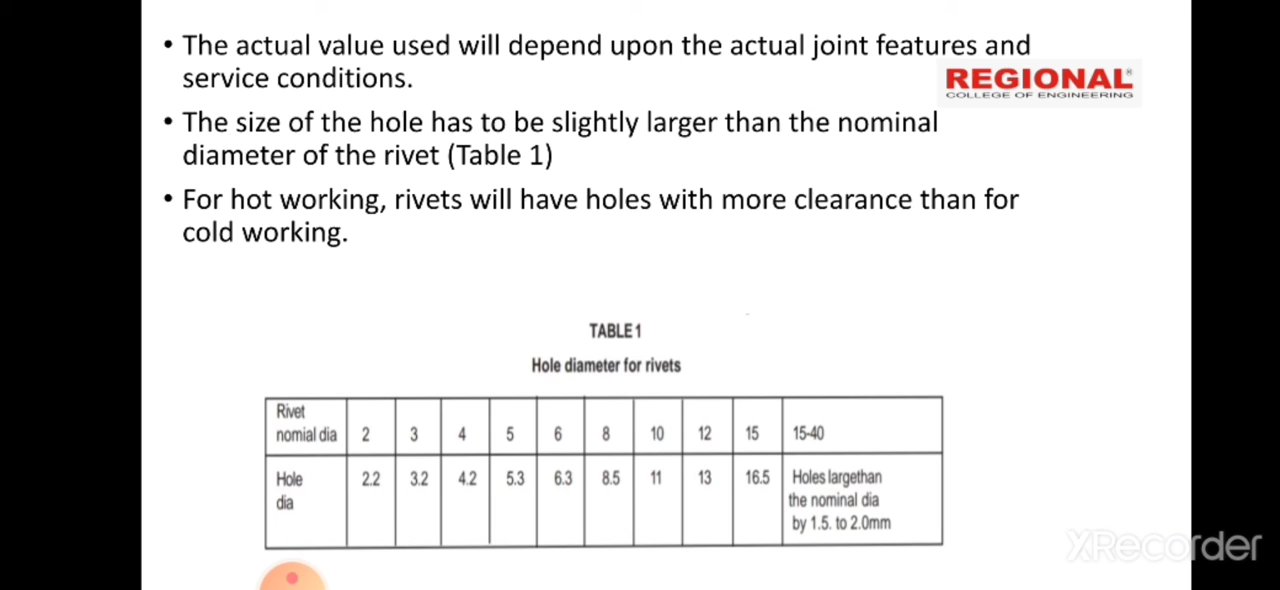 • The actual value used will depend upon the actual joint features and
service conditions.
REGIONAL
COLLEGE OF ENGINEERING
• The size of the hole has to be slightly larger than the nominal
diameter of the rivet (Table 1)
• For hot working, rivets will have holes with more clearance than for
cold working.
TABLE 1
Hole diameter for rivets
Rivet
nomial dia 2 3 4 5 6 8 10 12 15 15-40
Hole 2.2 3.2 4.2 5.3 6.3 8.5 11 13 16.5 Holes largethan
dia the nominal dia
by 1.5. to 2.0mm
XRecorder